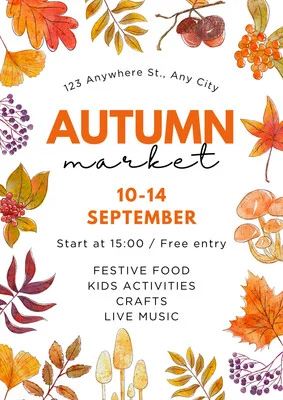 123 Anywhere St., Any City
AUTUMN
market
10-14
SEPTEMBER
Start at 15:00 / Free entry
FESTIVE FOOD
KIDS ACTIVITIES
CRAFTS
LIVE MUSIC